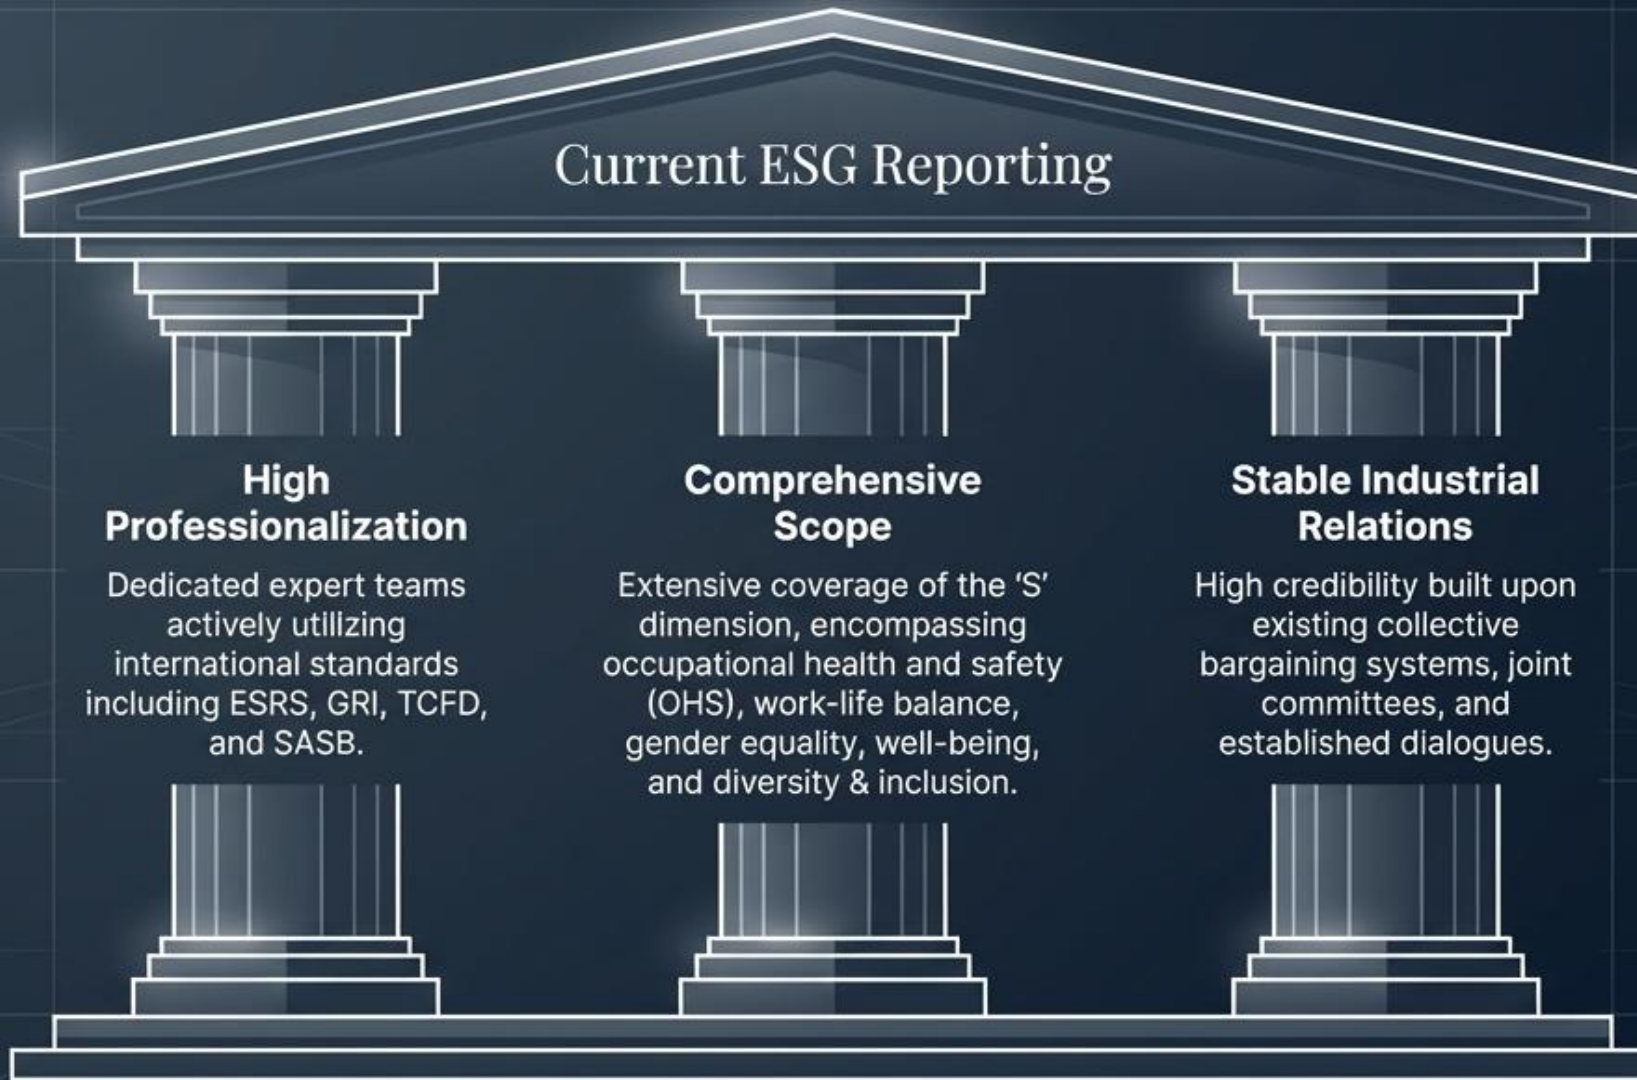 Current ESG Reporting
High
Professionalization
Dedicated expert teams
actively utilizing
international standards
including ESRS, GRI, TCFD,
and SASB.
Comprehensive
Scope
Extensive coverage of the ‘S’
dimension, encompassing
occupational health and safety
(OHS), work-life balance,
gender equality, well-being,
and diversity & inclusion.
Stable Industrial
Relations
High credibility built upon
existing collective
bargaining systems, joint
committees, and
established dialogues.